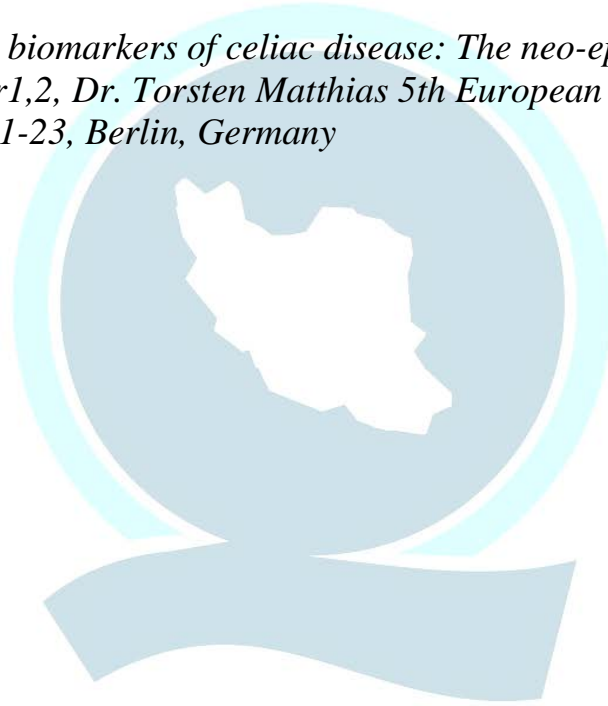 biomarkers of celiac disease: The neo-ep
r1,2, Dr. Torsten Matthias 5th European
1-23, Berlin, Germany